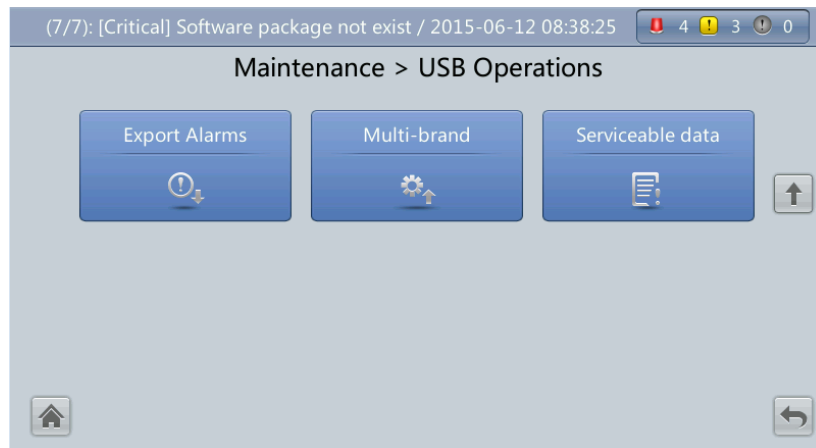 (7/7): [Critical] Software package not exist / 2015-06-12 08:38:25 4 ! 3 ! 0
Maintenance > USB Operations
Export Alarms Multi-brand Serviceable data